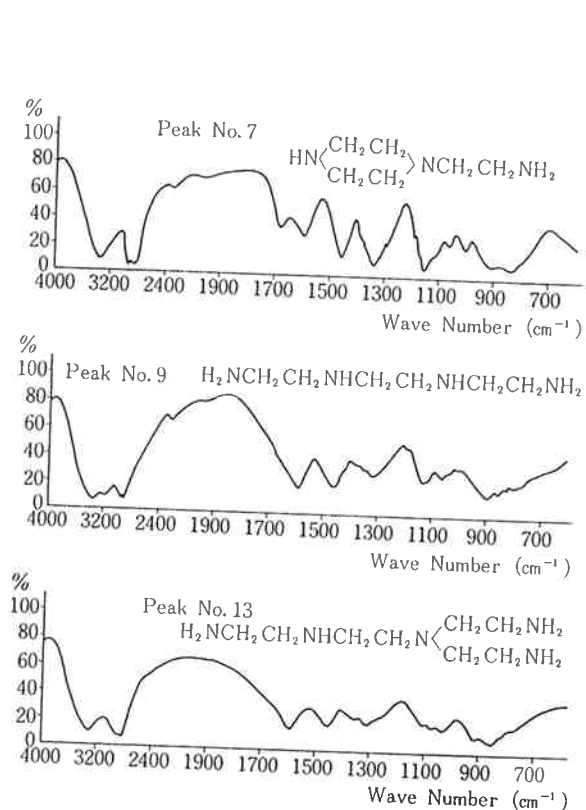 %
Peak No. 7
100
80
60
40
20
0
CH₂CH₂
HN< >NCH₂CH₂NH₂
CH₂CH₂
4000 3200 2400 1900 1700 1500 1300 1100 900 700
Wave Number (cm⁻¹)
%
100
80
60
40
20
0
Peak No. 9 H₂NCH₂CH₂NHCH₂CH₂NHCH₂CH₂NH₂
4000 3200 2400 1900 1700 1500 1300 1100 900 700
Wave Number (cm⁻¹)
%
100
80
60
40
20
0
Peak No. 13
CH₂CH₂NH₂
H₂NCH₂CH₂NHCH₂CH₂N<
CH₂CH₂NH₂
4000 3200 2400 1900 1700 1500 1300 1100 900 700
Wave Number (cm⁻¹)